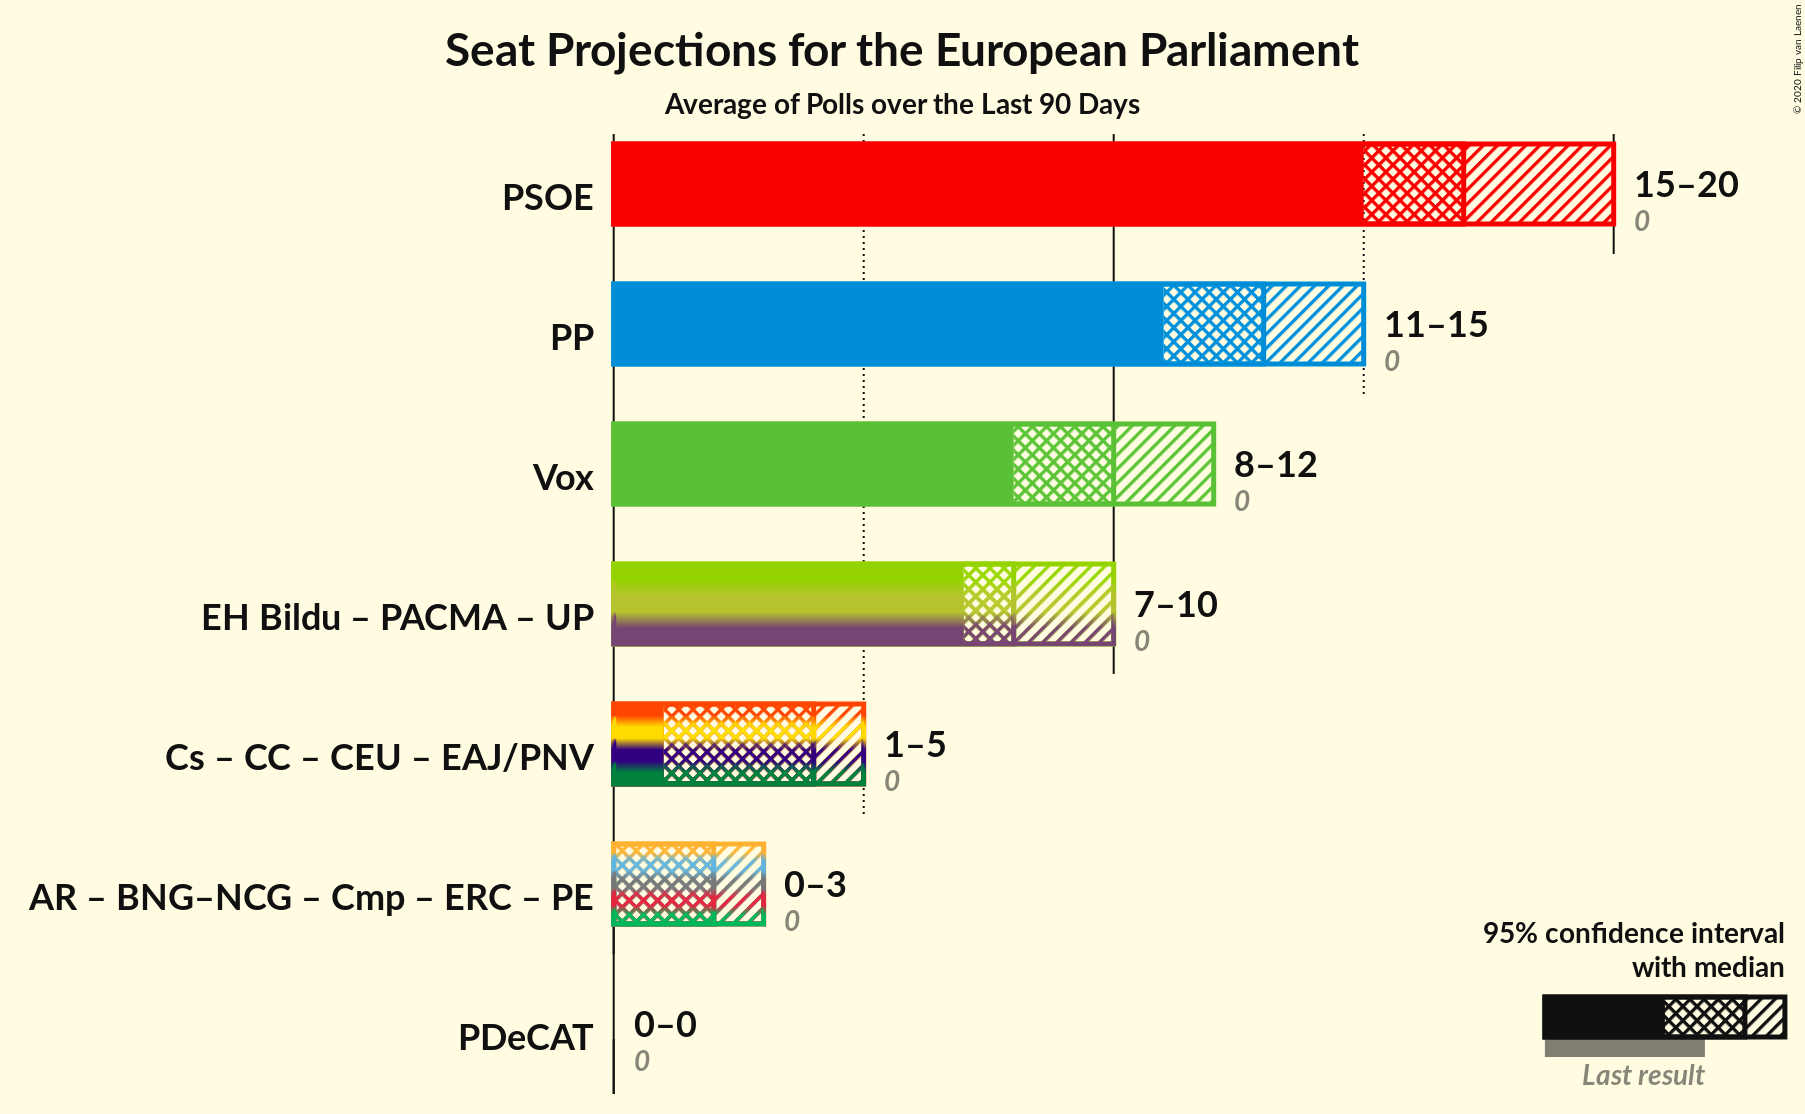 Seat Projections for the European Parliament
Average of Polls over the Last 90 Days
© 2020 Filip van Laenen
PSOE
15–20
0
PP
11–15
0
Vox
8–12
0
EH Bildu – PACMA – UP
7–10
0
Cs – CC – CEU – EAJ/PNV
1–5
0
AR – BNG–NCG – Cmp – ERC – PE
0–3
0
PDeCAT
0–0
0
95% confidence interval
with median
Last result